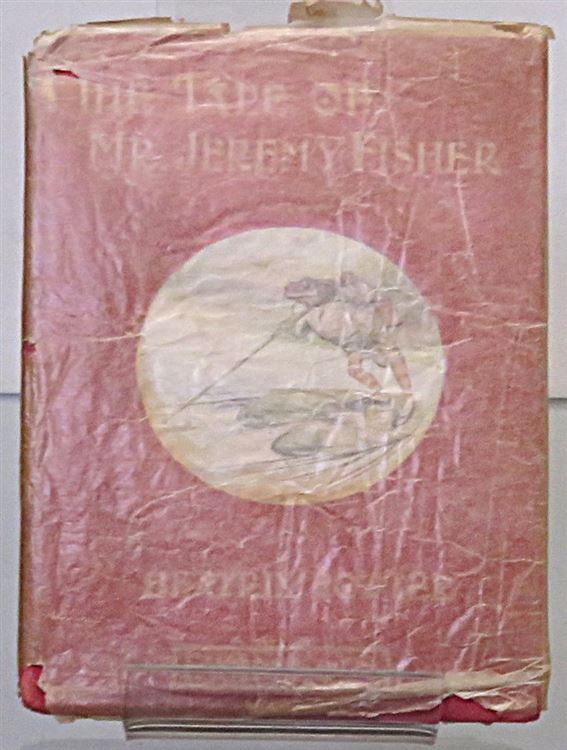 THE TALE OF
MR. JEREMY FISHER
BEATRIX POTTER